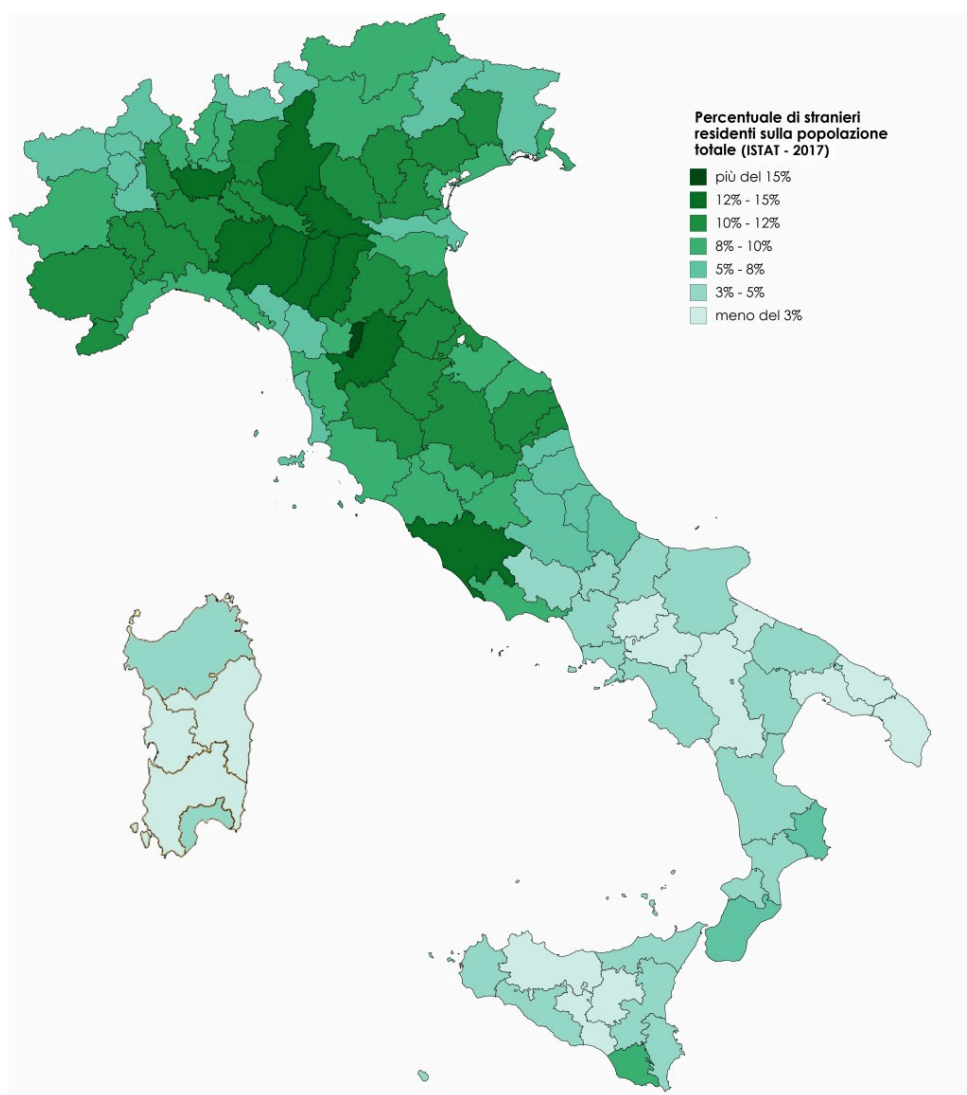 Percentuale di stranieri
residenti sulla popolazione
totale (ISTAT - 2017)
più del 15%
12% - 15%
10% - 12%
8% - 10%
5% - 8%
3% - 5%
meno del 3%